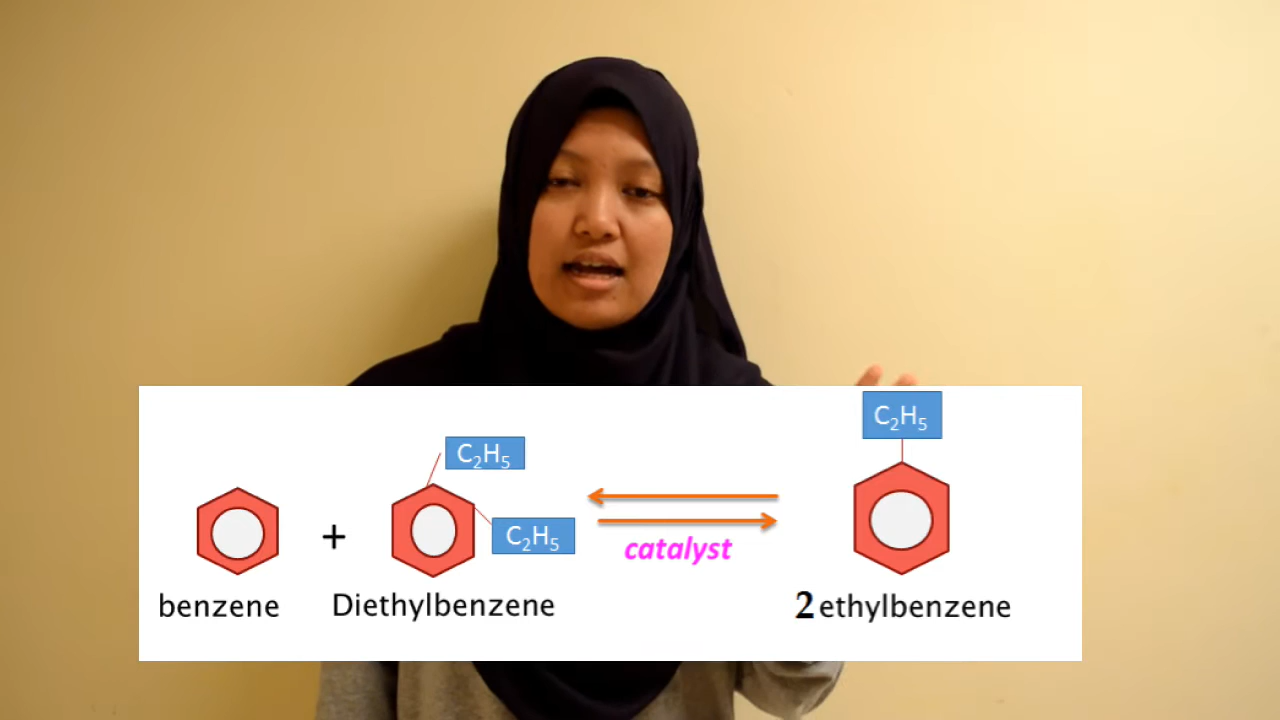 C₂H₅
C₂H₅
C₂H₅
+
catalyst
benzene
Diethylbenzene
2 ethylbenzene